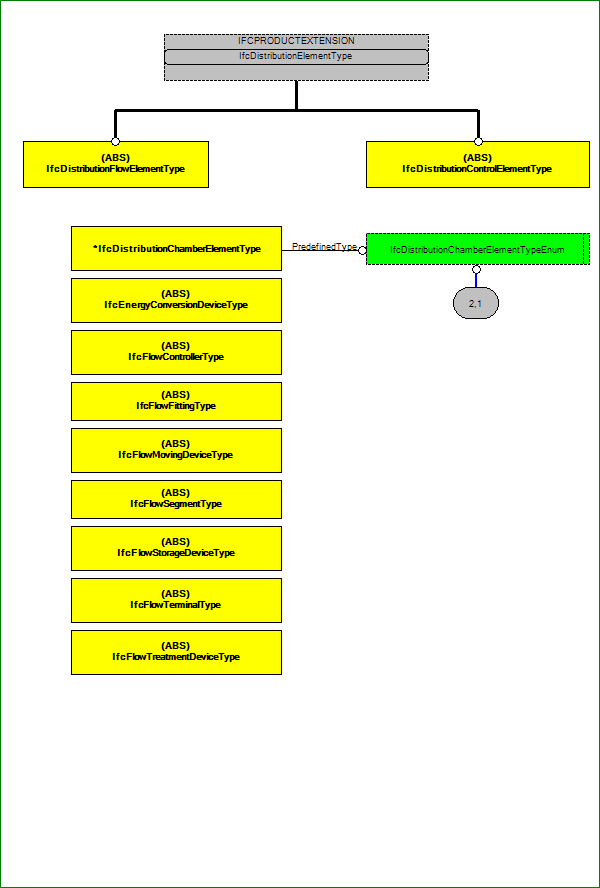 IFCPRODUCTEXTENSION
IfcDistributionElementType
(ABS)
IfcDistributionFlowElementType
(ABS)
IfcDistributionControlElementType
*IfcDistributionChamberElementType
PredefinedType
IfcDistributionChamberElementTypeEnum
2,1
(ABS)
IfcEnergyConversionDeviceType
(ABS)
IfcFlowControllerType
(ABS)
IfcFlowFittingType
(ABS)
IfcFlowMovingDeviceType
(ABS)
IfcFlowSegmentType
(ABS)
IfcFlowStorageDeviceType
(ABS)
IfcFlowTerminalType
(ABS)
IfcFlowTreatmentDeviceType